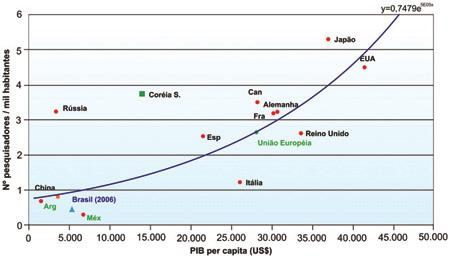 y=0,7479e^5E05x
6
5
4
3
2
1
0
Nº pesquisadores / mil habitantes
Japão
EUA
Coréia S.
Can
Alemanha
Rússia
Fra
Reino Unido
Esp
União Européia
Itália
China
Arg
Brasil (2006)
Méx
0 5.000 10.000 15.000 20.000 25.000 30.000 35.000 40.000 45.000 50.000
PIB per capita (US$)